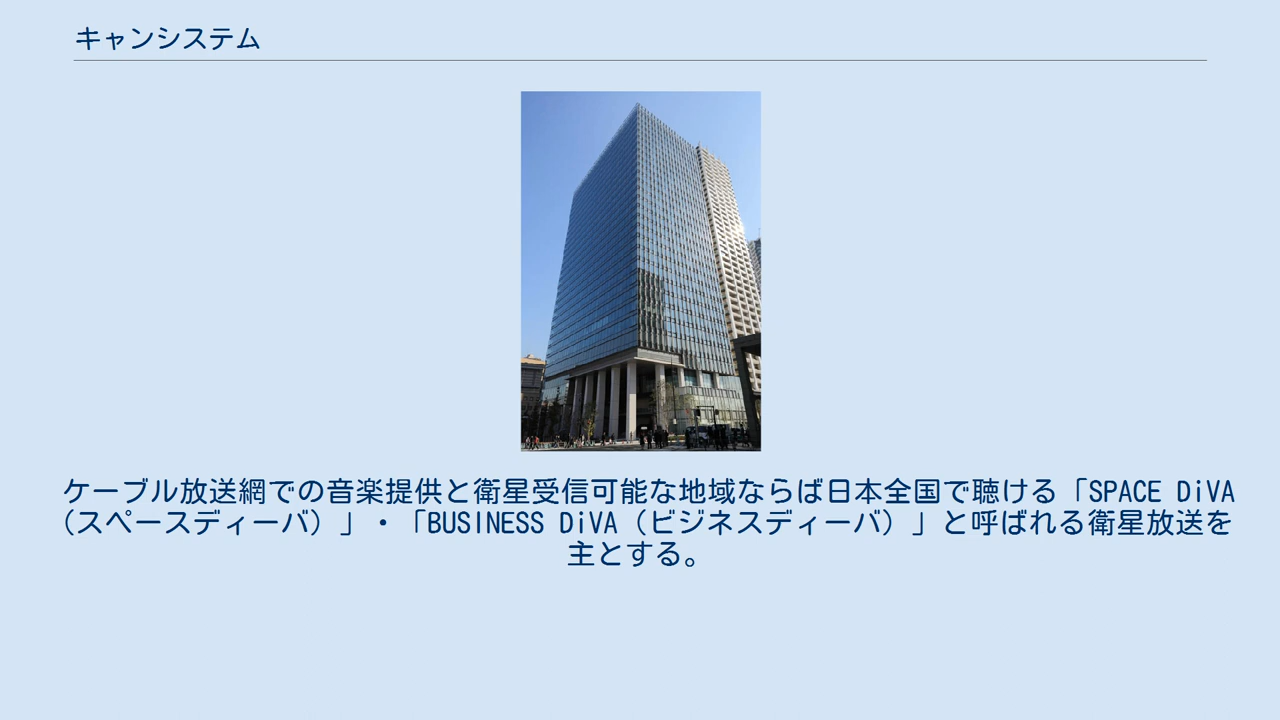 キャンシステム
ケーブル放送網での音楽提供と衛星受信可能な地域ならば日本全国で聴ける「SPACE DiVA
（スペースディーバ）」・「BUSINESS DiVA（ビジネスディーバ）」と呼ばれる衛星放送を
主とする。